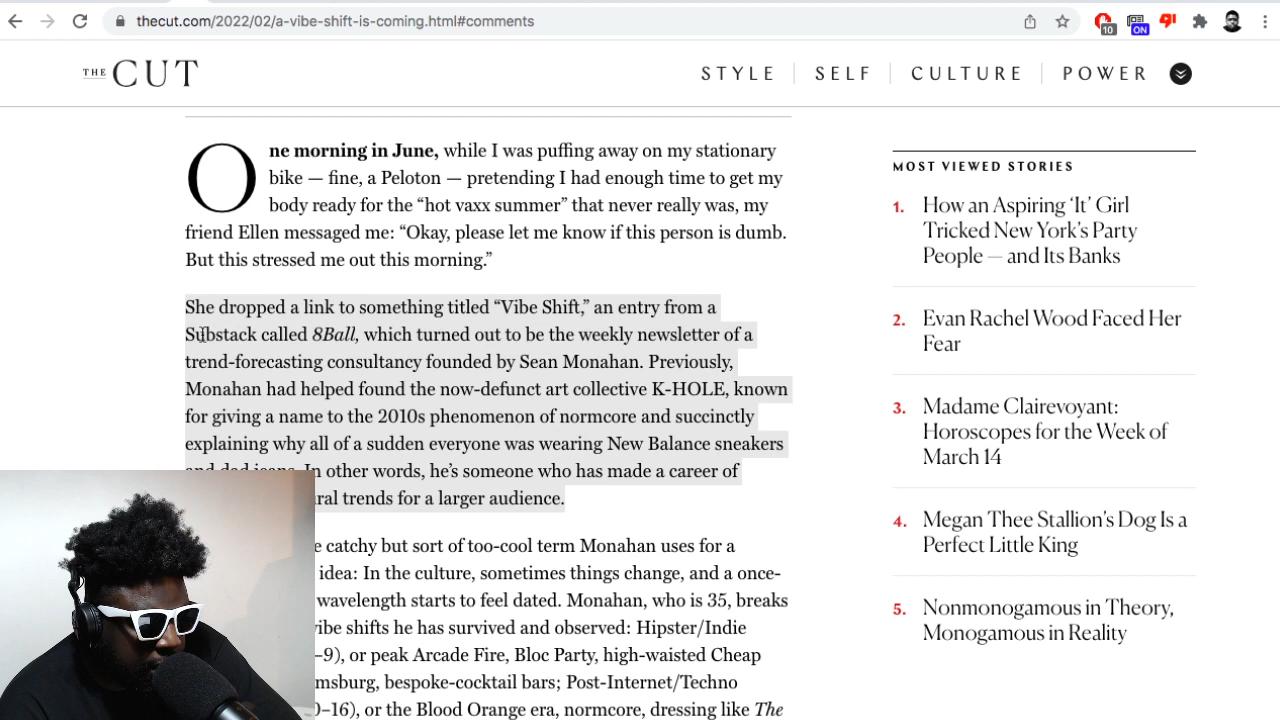 thecut.com/2022/02/a-vibe-shift-is-coming.html#comments
10
ON
THE CUT
STYLE SELF CULTURE POWER
One morning in June, while I was puffing away on my stationary
bike — fine, a Peloton — pretending I had enough time to get my
body ready for the “hot vaxx summer” that never really was, my
friend Ellen messaged me: “Okay, please let me know if this person is dumb.
But this stressed me out this morning.”
She dropped a link to something titled “Vibe Shift,” an entry from a
Substack called 8Ball, which turned out to be the weekly newsletter of a
trend-forecasting consultancy founded by Sean Monahan. Previously,
Monahan had helped found the now-defunct art collective K-HOLE, known
for giving a name to the 2010s phenomenon of normcore and succinctly
explaining why all of a sudden everyone was wearing New Balance sneakers
and dad jeans. In other words, he’s someone who has made a career of
ral trends for a larger audience.
e catchy but sort of too-cool term Monahan uses for a
idea: In the culture, sometimes things change, and a once-
wavelength starts to feel dated. Monahan, who is 35, breaks
vibe shifts he has survived and observed: Hipster/Indie
–9), or peak Arcade Fire, Bloc Party, high-waisted Cheap
msburg, bespoke-cocktail bars; Post-Internet/Techno
0–16), or the Blood Orange era, normcore, dressing like The
MOST VIEWED STORIES
1. How an Aspiring ‘It’ Girl
Tricked New York’s Party
People — and Its Banks
2. Evan Rachel Wood Faced Her
Fear
3. Madame Clairevoyant:
Horoscopes for the Week of
March 14
4. Megan Thee Stallion’s Dog Is a
Perfect Little King
5. Nonmonogamous in Theory,
Monogamous in Reality